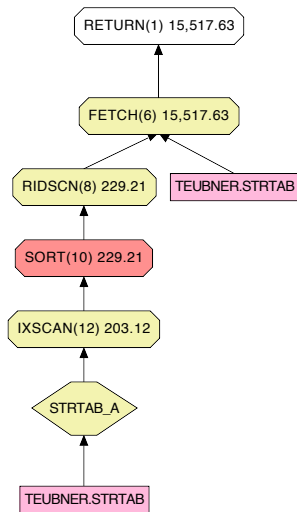 RETURN(1) 15,517.63
FETCH(6) 15,517.63
RIDSCN(8) 229.21
TEUBNER.STRTAB
SORT(10) 229.21
IXSCAN(12) 203.12
STRTAB_A
TEUBNER.STRTAB